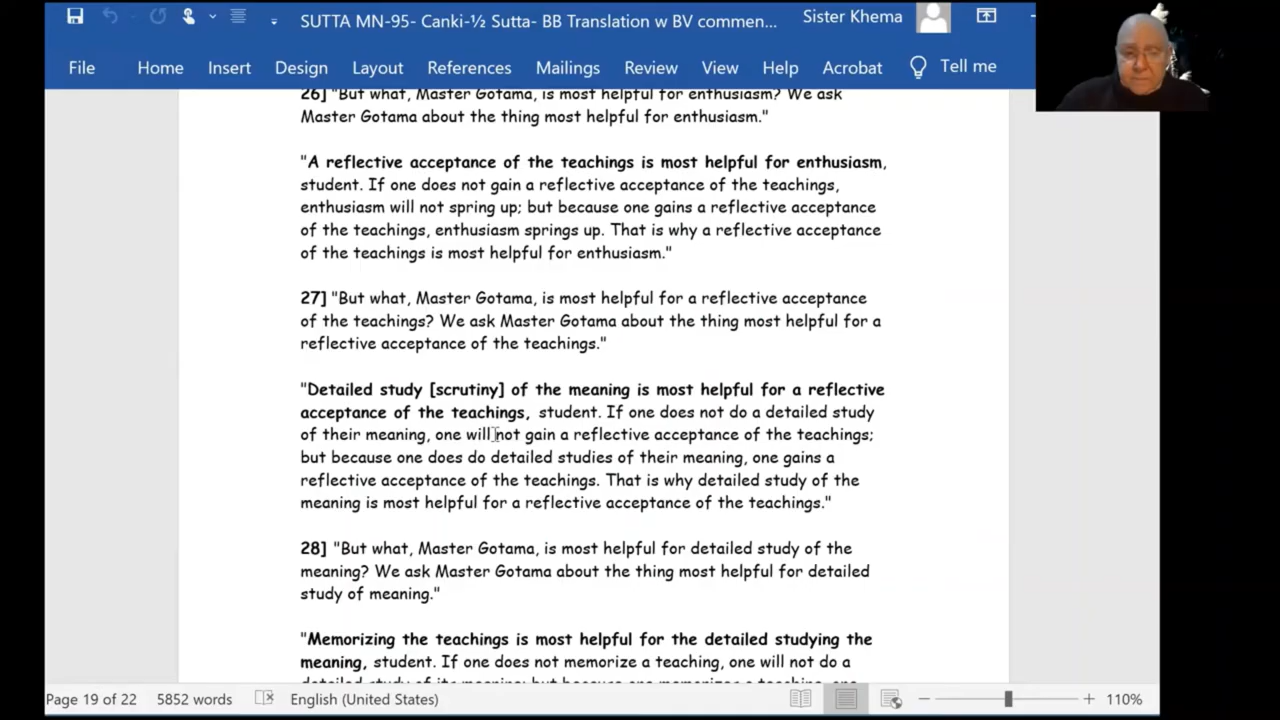 SUTTA MN-95- Canki-½ Sutta- BB Translation w BV commen...
Sister Khema
File Home Insert Design Layout References Mailings Review View Help Acrobat Tell me
26] "But what, Master Gotama, is most helpful for enthusiasm? We ask
Master Gotama about the thing most helpful for enthusiasm."
"A reflective acceptance of the teachings is most helpful for enthusiasm,
student. If one does not gain a reflective acceptance of the teachings,
enthusiasm will not spring up; but because one gains a reflective acceptance
of the teachings, enthusiasm springs up. That is why a reflective acceptance
of the teachings is most helpful for enthusiasm."
27] "But what, Master Gotama, is most helpful for a reflective acceptance
of the teachings? We ask Master Gotama about the thing most helpful for a
reflective acceptance of the teachings."
"Detailed study [scrutiny] of the meaning is most helpful for a reflective
acceptance of the teachings, student. If one does not do a detailed study
of their meaning, one will not gain a reflective acceptance of the teachings;
but because one does do detailed studies of their meaning, one gains a
reflective acceptance of the teachings. That is why detailed study of the
meaning is most helpful for a reflective acceptance of the teachings."
28] "But what, Master Gotama, is most helpful for detailed study of the
meaning? We ask Master Gotama about the thing most helpful for detailed
study of meaning."
"Memorizing the teachings is most helpful for the detailed studying the
meaning, student. If one does not memorize a teaching, one will not do a
detailed study of its meaning; but because one memorizes a teaching, one
Page 19 of 22 5852 words English (United States) 110%